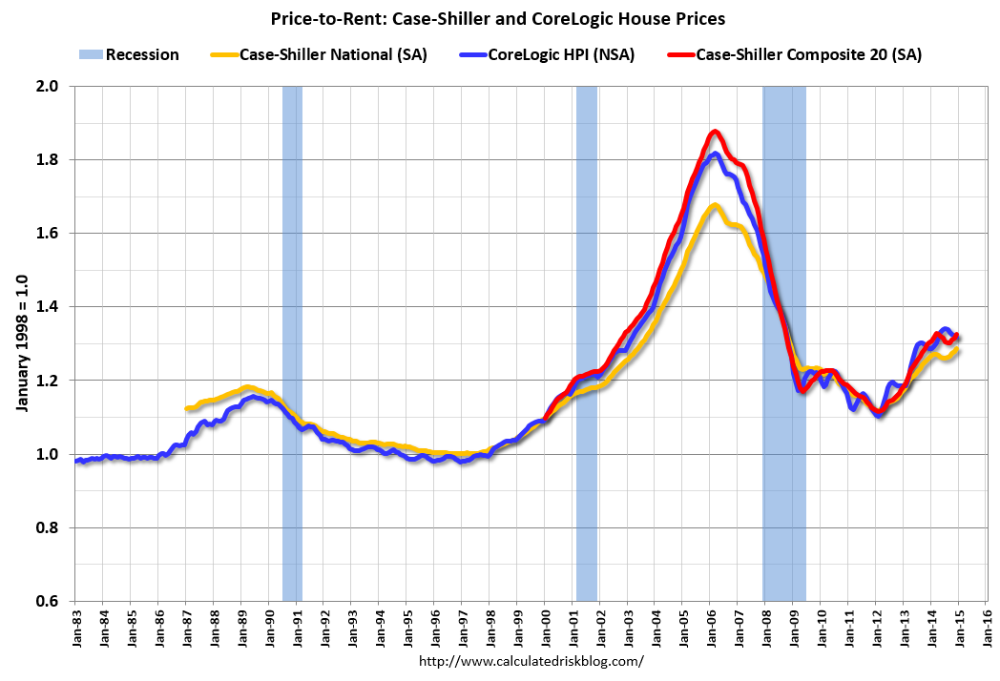 Price-to-Rent: Case-Shiller and CoreLogic House Prices
Recession Case-Shiller National (SA) CoreLogic HPI (NSA) Case-Shiller Composite 20 (SA)
January 1998 = 1.0
2.0
1.8
1.6
1.4
1.2
1.0
0.8
0.6
Jan-83 Jan-84 Jan-85 Jan-86 Jan-87 Jan-88 Jan-89 Jan-90 Jan-91 Jan-92 Jan-93 Jan-94 Jan-95 Jan-96 Jan-97 Jan-98 Jan-99 Jan-00 Jan-01 Jan-02 Jan-03 Jan-04 Jan-05 Jan-06 Jan-07 Jan-08 Jan-09 Jan-10 Jan-11 Jan-12 Jan-13 Jan-14 Jan-15 Jan-16
http://www.calculatedriskblog.com/